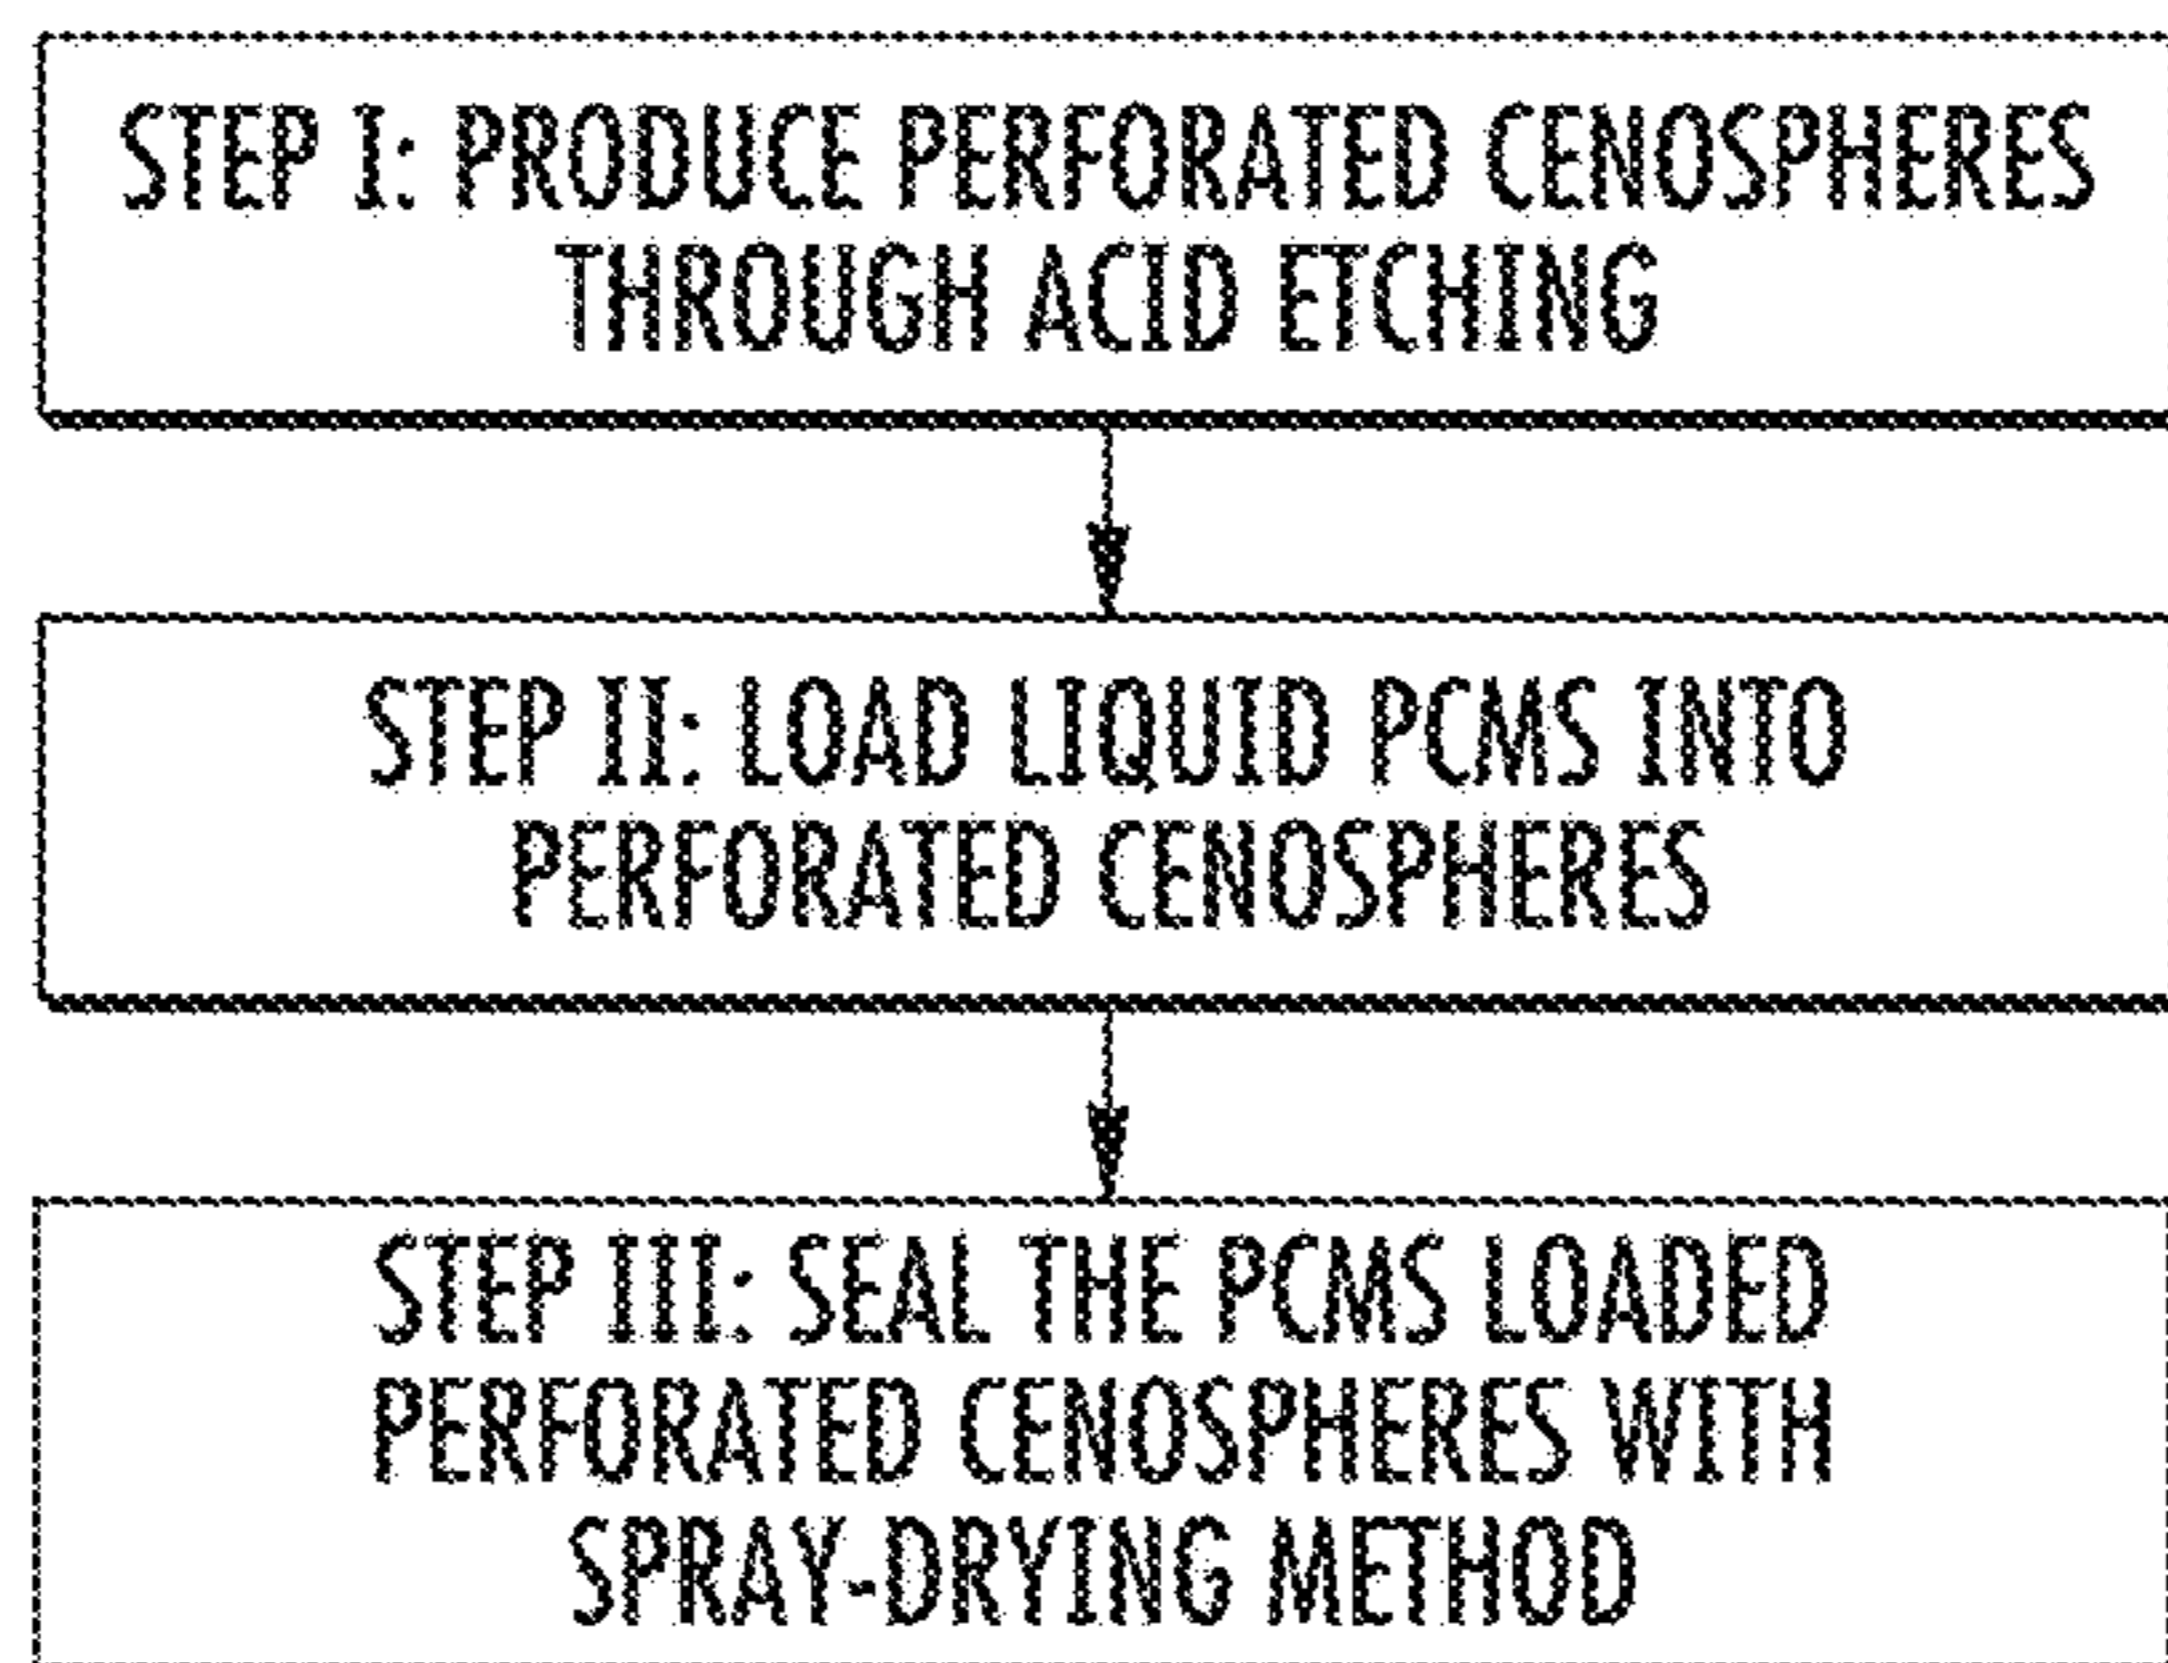 STEP I: PRODUCE PERFORATED CENOSPHERES
THROUGH ACID ETCHING
STEP II: LOAD LIQUID PCMS INTO
PERFORATED CENOSPHERES
STEP III: SEAL THE PCMS LOADED
PERFORATED CENOSPHERES WITH
SPRAY-DRYING METHOD